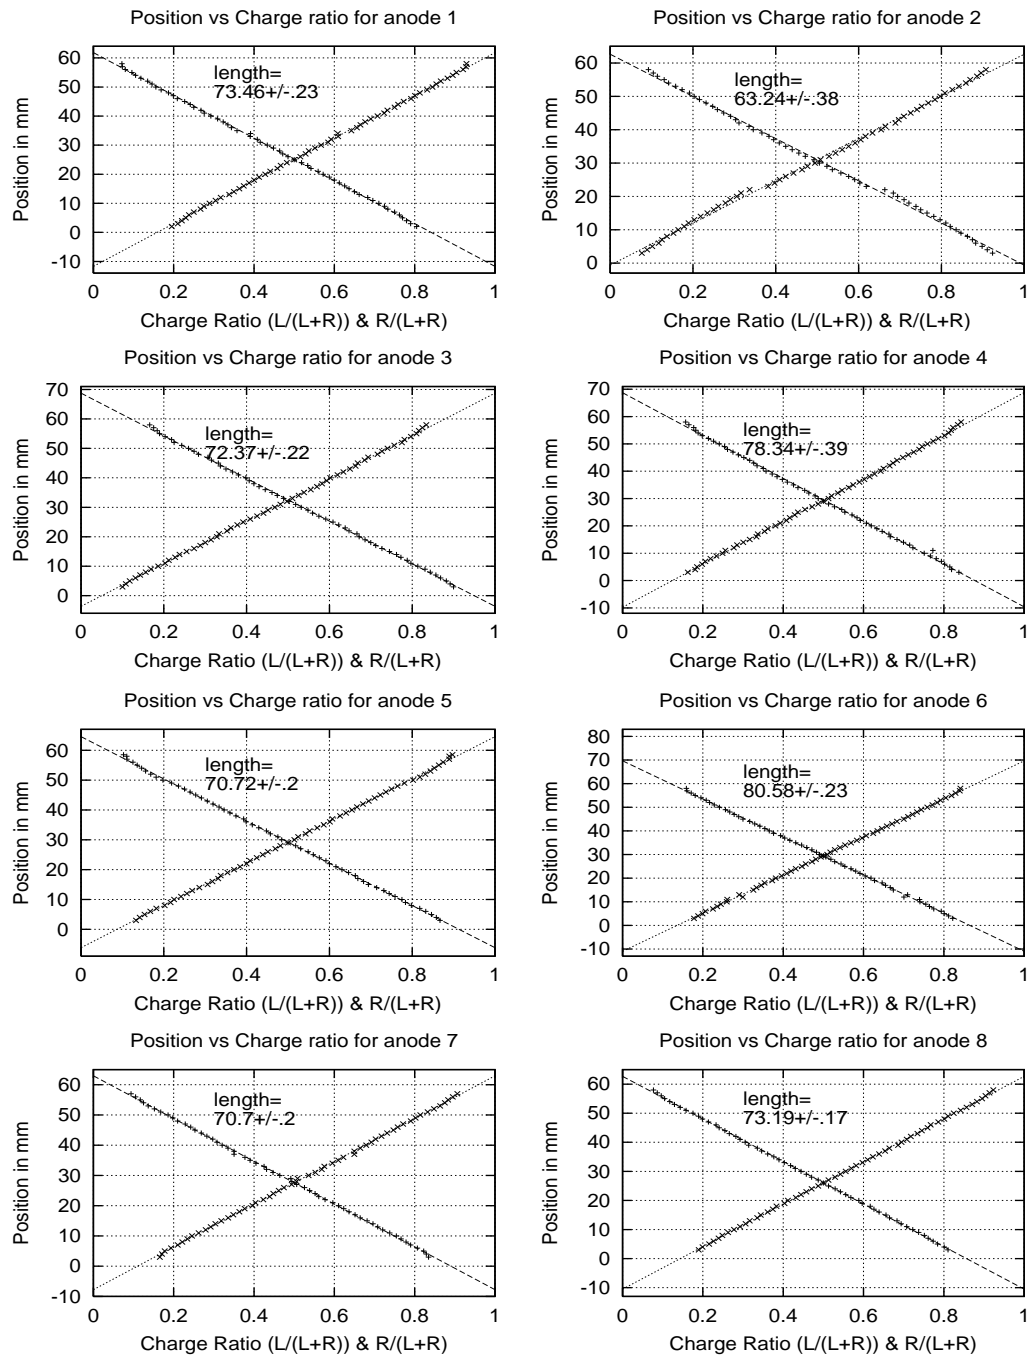 Position vs Charge ratio for anode 1
Position in mm
60
50
40
30
20
10
0
-10
length=
73.46+/-.23
0 0.2 0.4 0.6 0.8 1
Charge Ratio (L/(L+R)) & R/(L+R)
Position vs Charge ratio for anode 2
Position in mm
60
50
40
30
20
10
0
length=
63.24+/-.38
0 0.2 0.4 0.6 0.8 1
Charge Ratio (L/(L+R)) & R/(L+R)
Position vs Charge ratio for anode 3
Position in mm
70
60
50
40
30
20
10
0
length=
72.37+/-.22
0 0.2 0.4 0.6 0.8 1
Charge Ratio (L/(L+R)) & R/(L+R)
Position vs Charge ratio for anode 4
Position in mm
70
60
50
40
30
20
10
0
-10
length=
78.34+/-.39
0 0.2 0.4 0.6 0.8 1
Charge Ratio (L/(L+R)) & R/(L+R)
Position vs Charge ratio for anode 5
Position in mm
60
50
40
30
20
10
0
length=
70.72+/-.2
0 0.2 0.4 0.6 0.8 1
Charge Ratio (L/(L+R)) & R/(L+R)
Position vs Charge ratio for anode 6
Position in mm
80
70
60
50
40
30
20
10
0
-10
length=
80.58+/-.23
0 0.2 0.4 0.6 0.8 1
Charge Ratio (L/(L+R)) & R/(L+R)
Position vs Charge ratio for anode 7
Position in mm
60
50
40
30
20
10
0
-10
length=
70.7+/-.2
0 0.2 0.4 0.6 0.8 1
Charge Ratio (L/(L+R)) & R/(L+R)
Position vs Charge ratio for anode 8
Position in mm
60
50
40
30
20
10
0
-10
length=
73.19+/-.17
0 0.2 0.4 0.6 0.8 1
Charge Ratio (L/(L+R)) & R/(L+R)